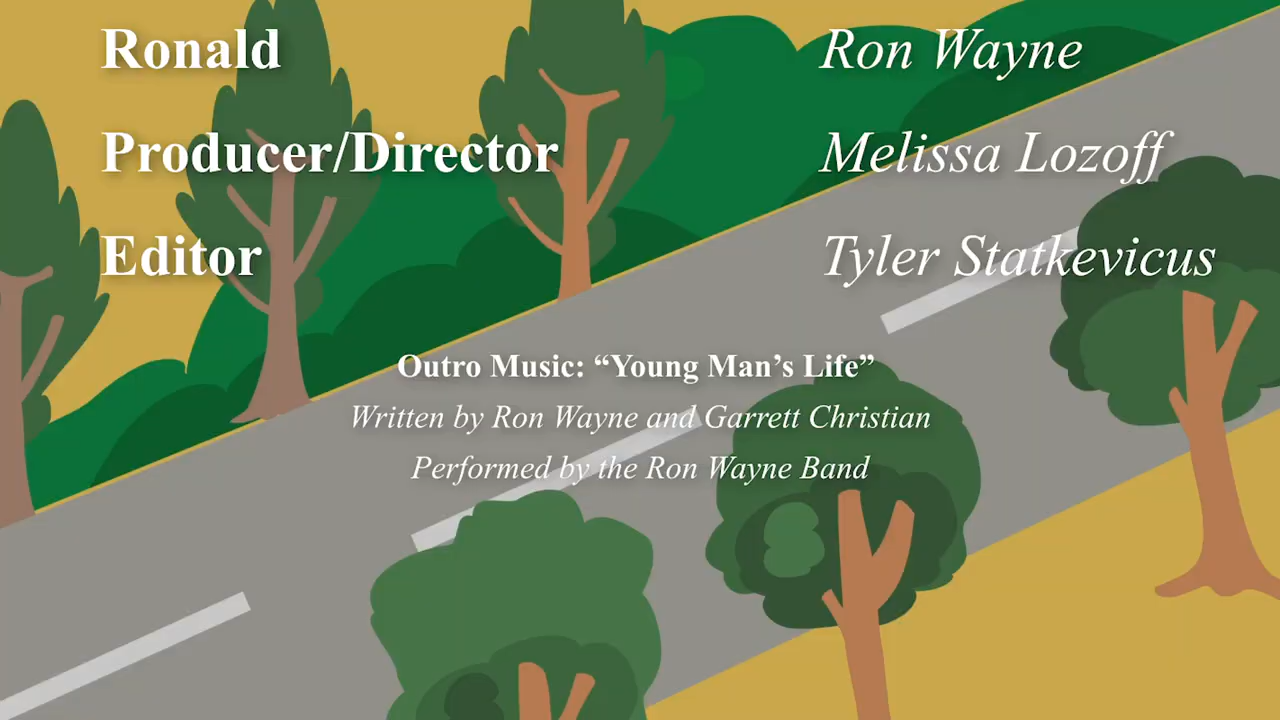 Ronald Ron Wayne
Producer/Director Melissa Lozoff
Editor Tyler Statkevicus
Outro Music: “Young Man’s Life”
Written by Ron Wayne and Garrett Christian
Performed by the Ron Wayne Band